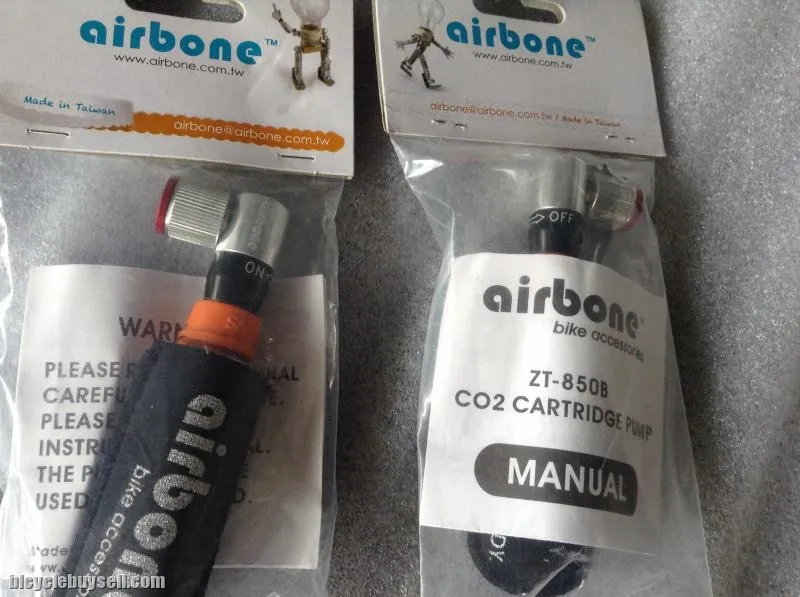 airbone™
www.airbone.com.tw
Made in Taiwan
airbone@airbone.com.tw
ON
WARN
PLEASE
CAREFU
PLEASE
INSTRU
THE
USED
airbone
bike
airbone™
www.airbone.com.tw
airbone@airbone.com.tw / Made in Taiwan
OFF
airbone™
bike accessories
ZT-850B
CO2 CARTRIDGE PUMP
MANUAL
bicyclebuysell.com